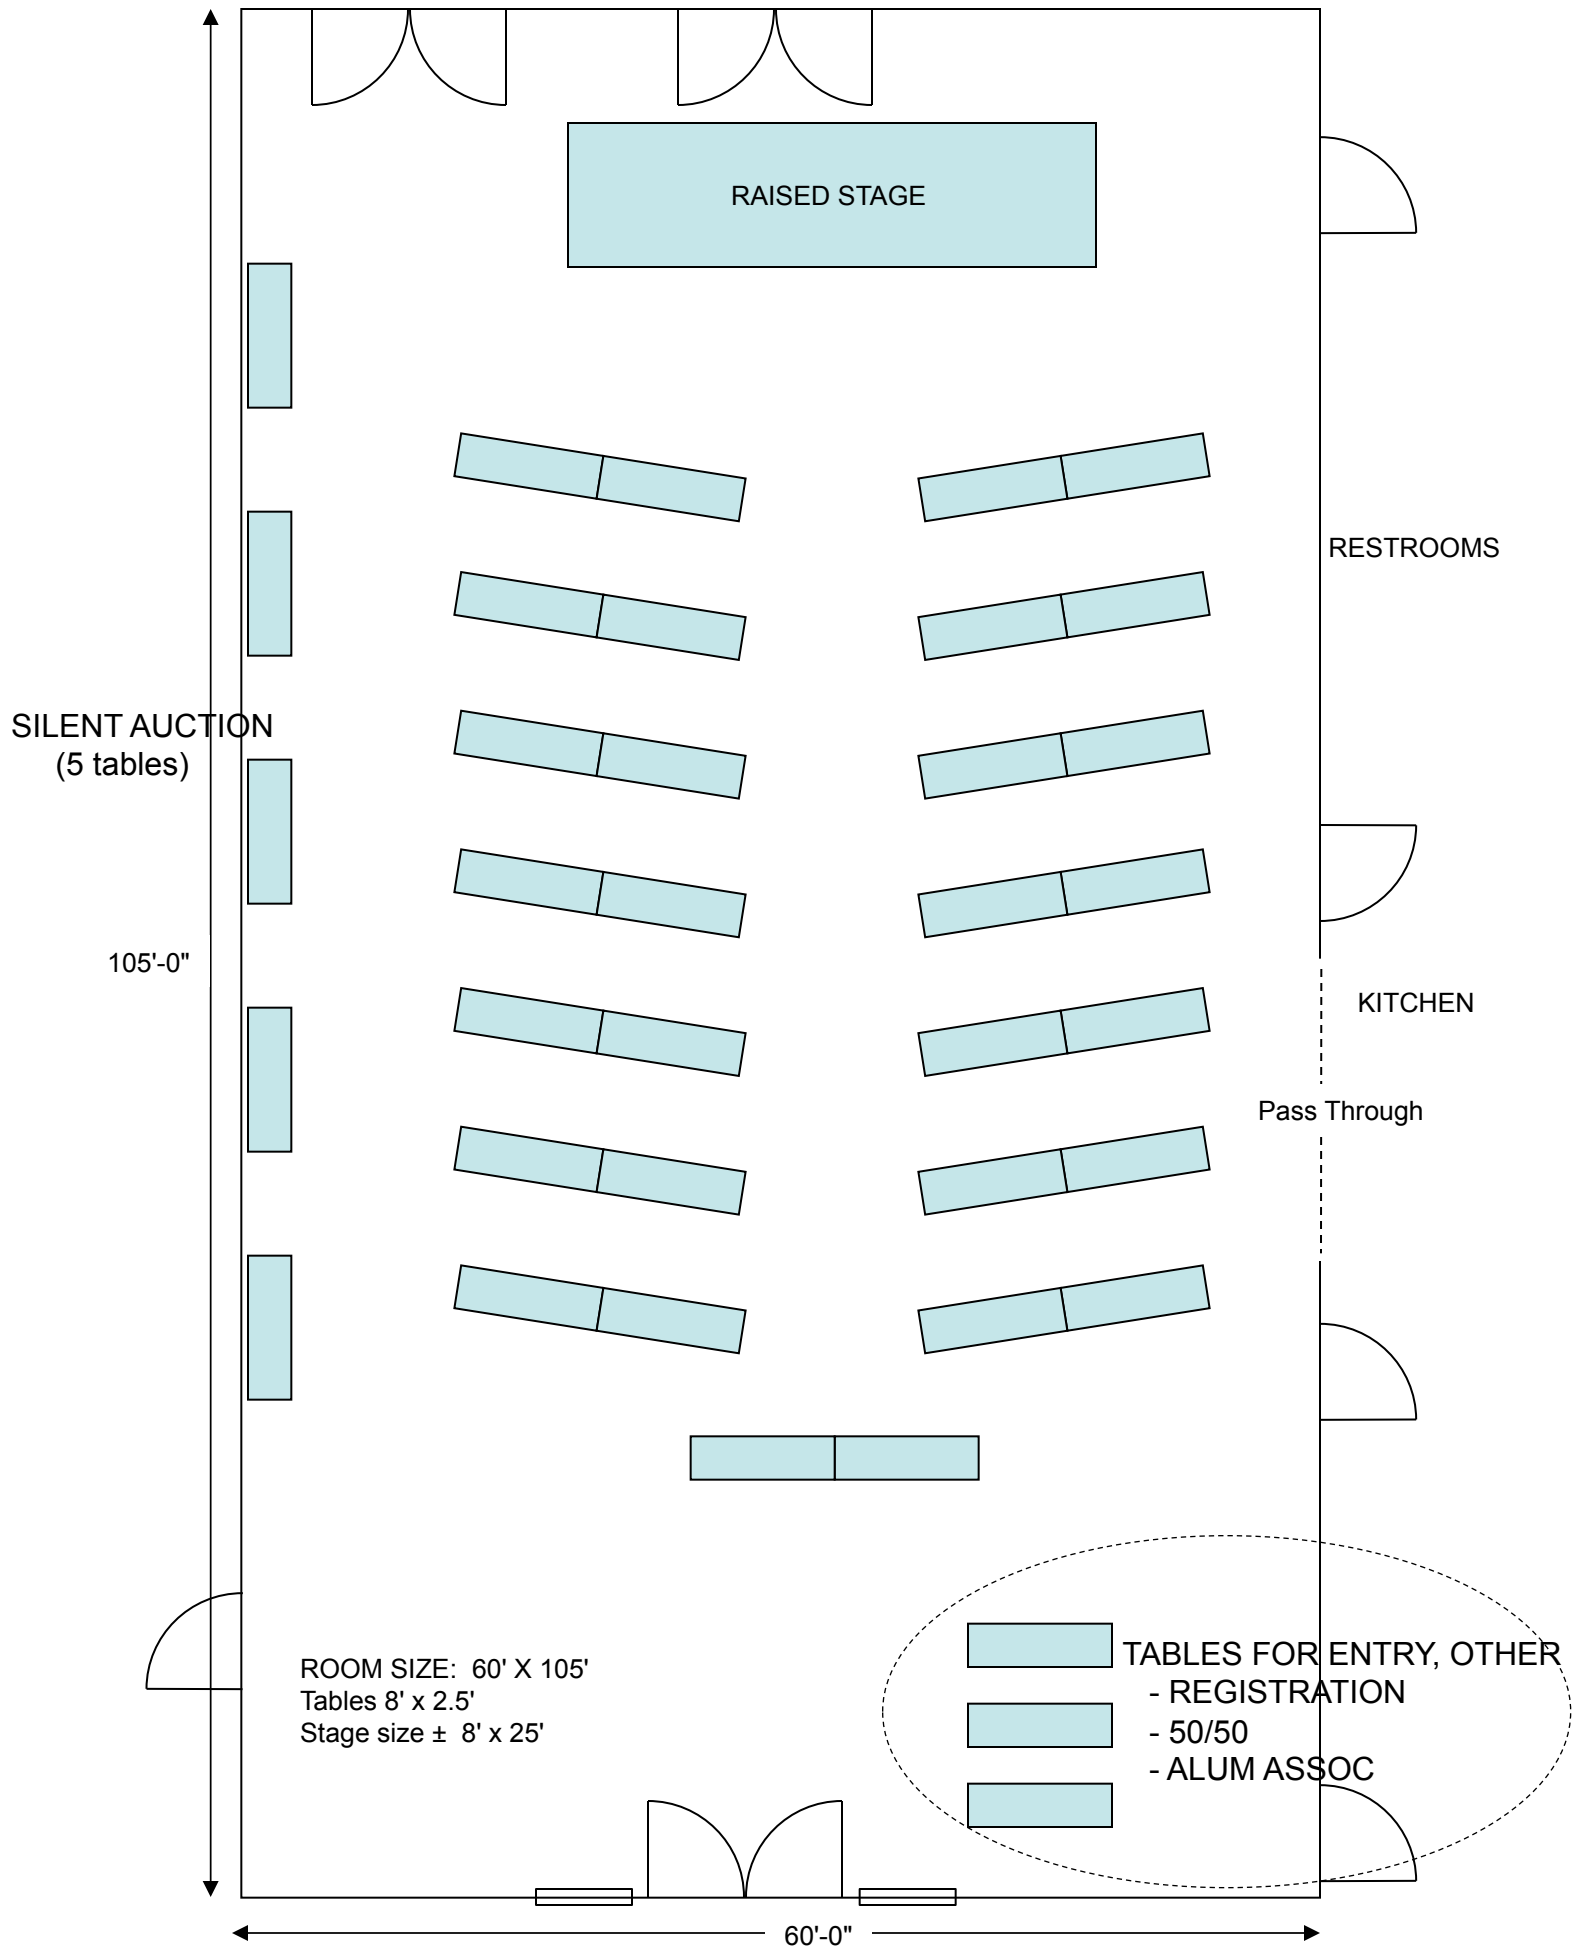 RAISED STAGE
RESTROOMS
SILENT AUCTION
(5 tables)
105'-0"
KITCHEN
Pass Through
TABLES FOR ENTRY, OTHER
- REGISTRATION
- 50/50
- ALUM ASSOC
ROOM SIZE:  60' X 105'
Tables 8' x 2.5'
Stage size ±  8' x 25'
60'-0"